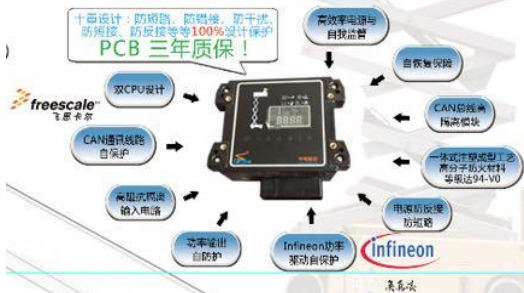 十重设计：防短路、防错接、防干扰、
防短接、防反接等等100%设计保护
PCB 三年质保！
高效率电源与
自我监管
自恢复保险
双CPU设计
freescale™
飞思卡尔
CAN总线高
隔离模块
CAN通讯线路
自保护
一体式注塑成型工艺
高分子防火材料
等级达94-V0
高阻抗隔离
输入电路
电源防反接
防短路
功率输出
自防护
Infineon功率
驱动自保护
infineon